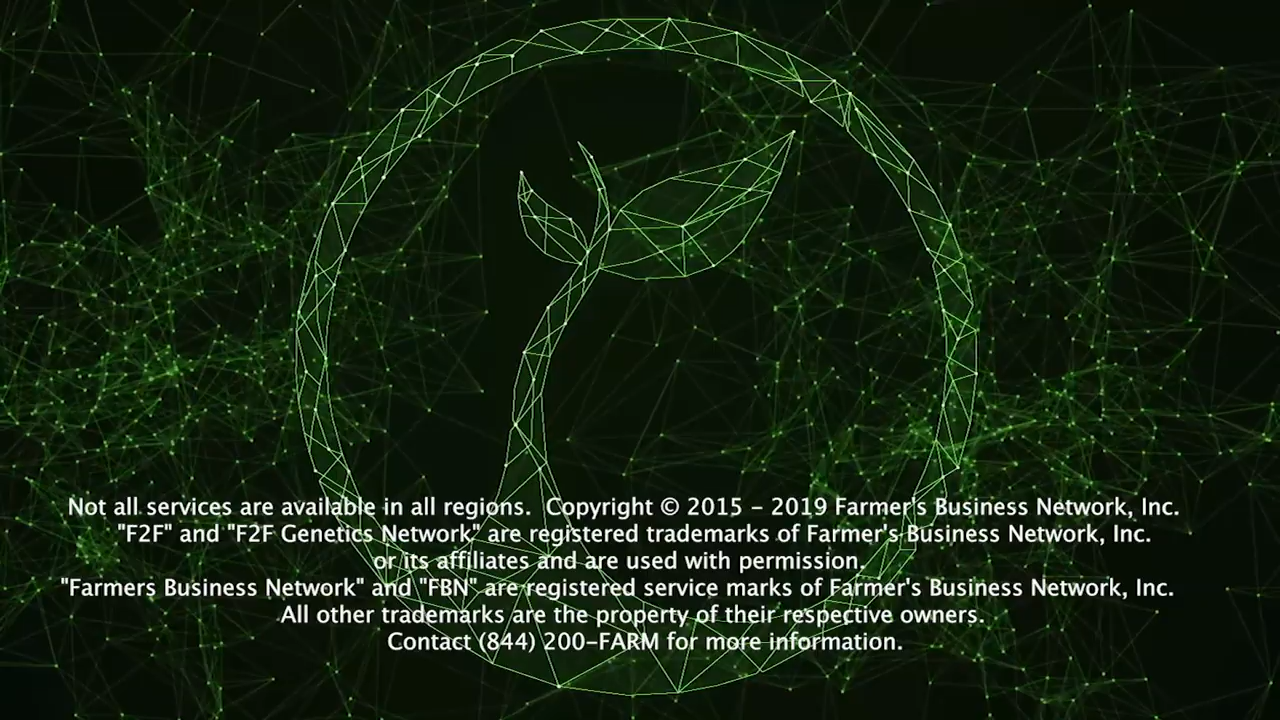 Not all services are available in all regions.  Copyright © 2015 – 2019 Farmer's Business Network, Inc.
"F2F" and "F2F Genetics Network" are registered trademarks of Farmer's Business Network, Inc.
or its affiliates and are used with permission.
"Farmers Business Network" and "FBN" are registered service marks of Farmer's Business Network, Inc.
All other trademarks are the property of their respective owners.
Contact (844) 200–FARM for more information.